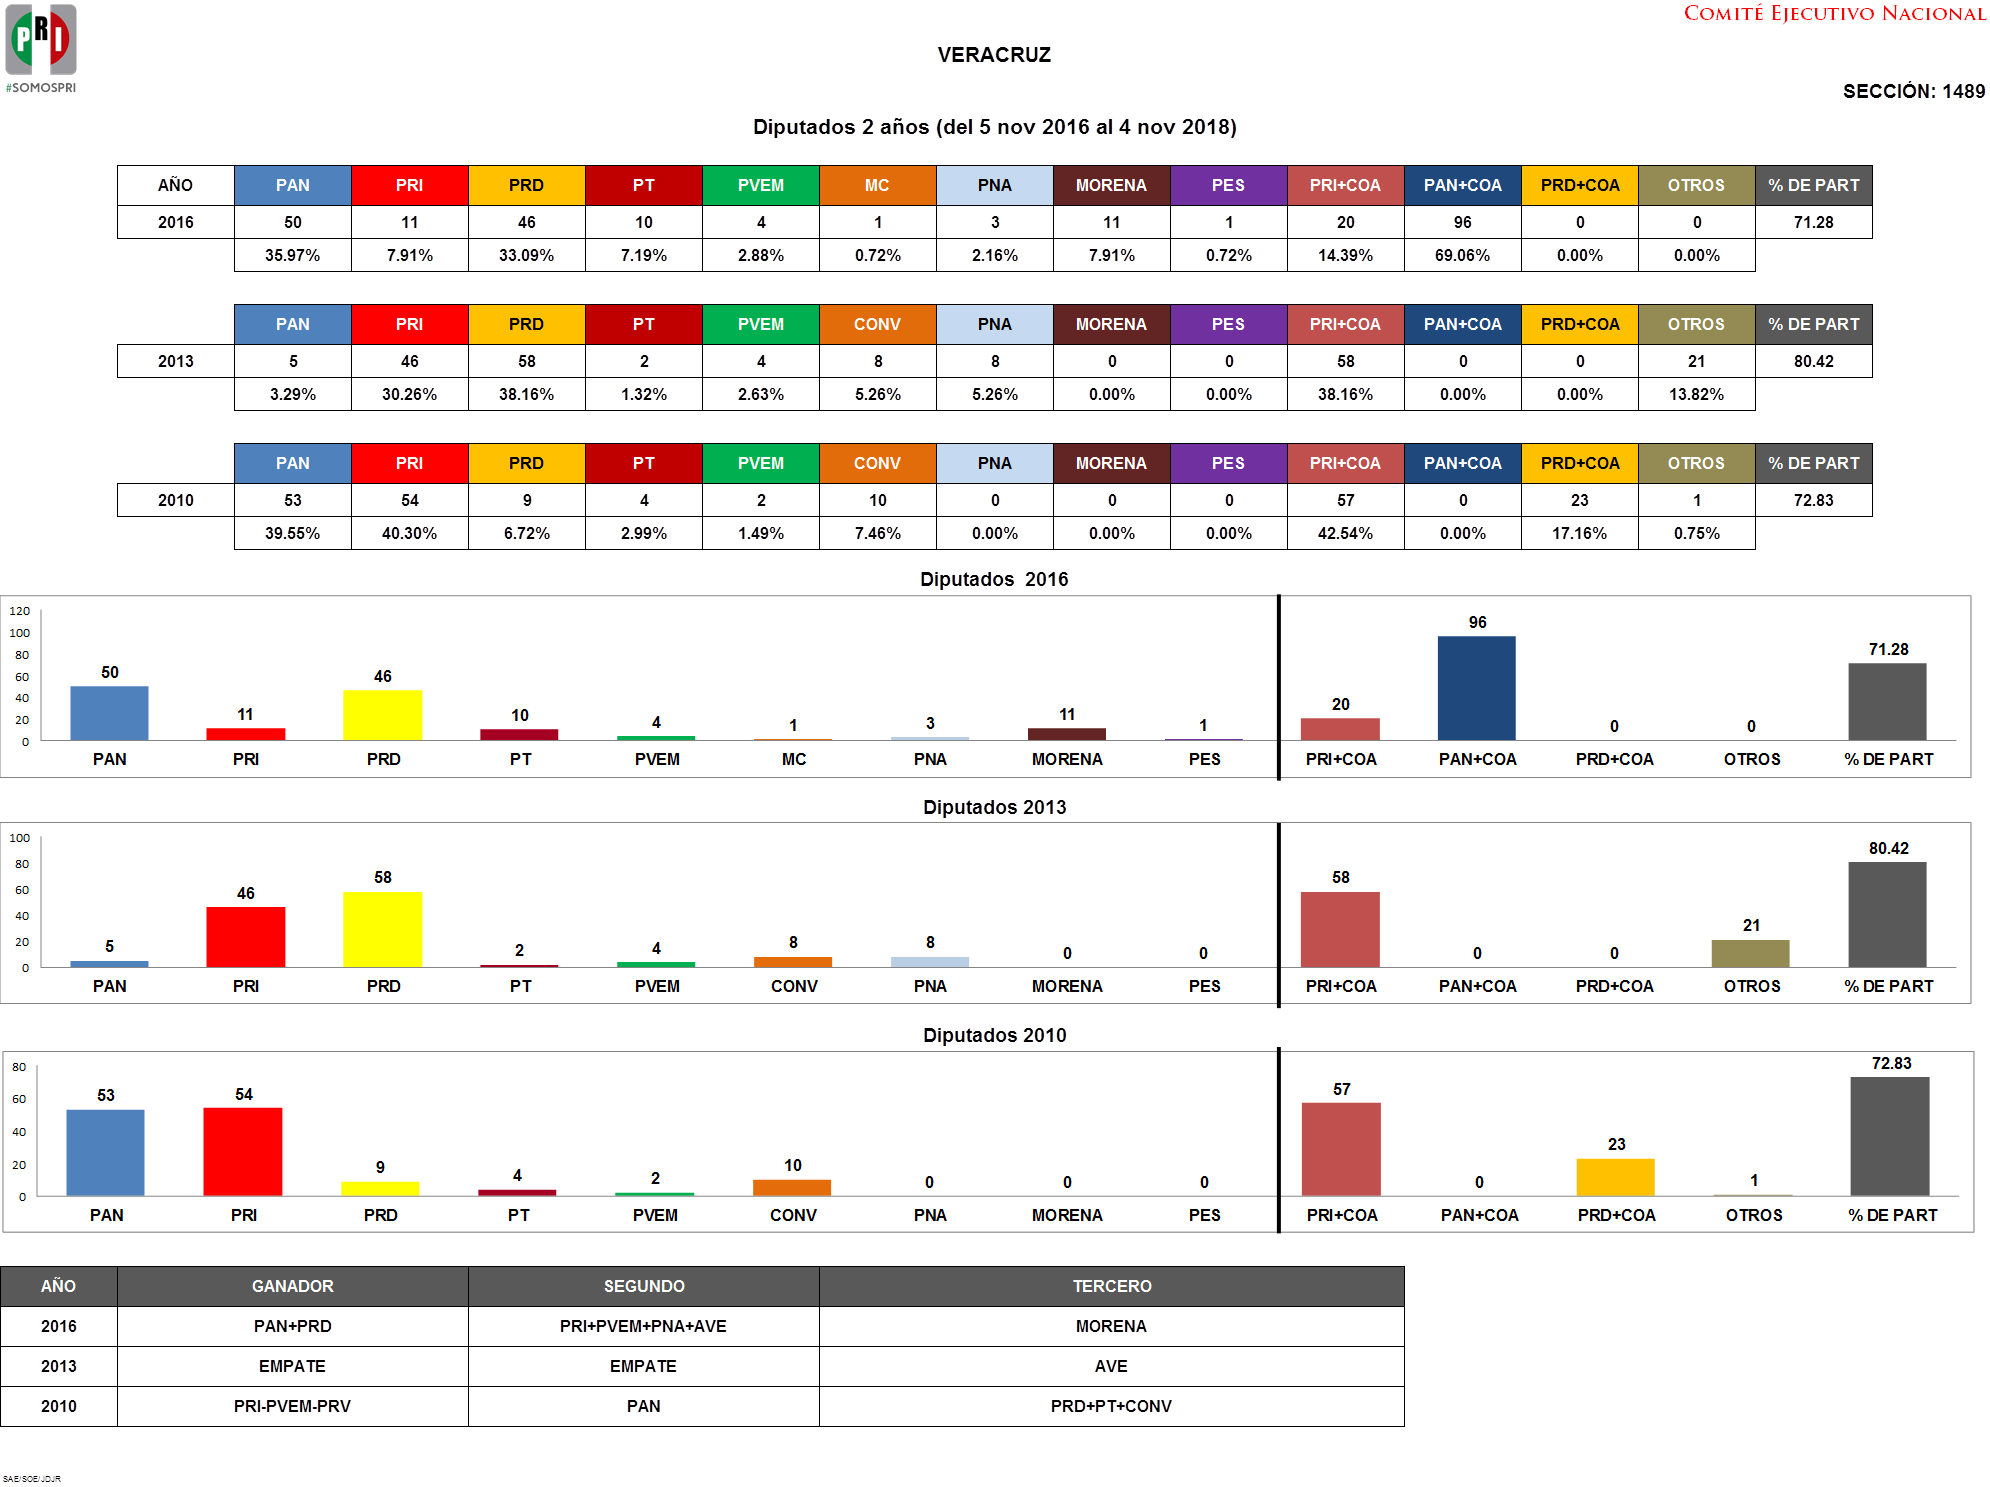 PRI
#SOMOSPRI
COMITÉ EJECUTIVO NACIONAL
VERACRUZ
SECCIÓN: 1489
Diputados 2 años (del 5 nov 2016 al 4 nov 2018)
AÑO PAN PRI PRD PT PVEM MC PNA MORENA PES PRI+COA PAN+COA PRD+COA OTROS % DE PART
2016 50 11 46 10 4 1 3 11 1 20 96 0 0 71.28
35.97% 7.91% 33.09% 7.19% 2.88% 0.72% 2.16% 7.91% 0.72% 14.39% 69.06% 0.00% 0.00%
PAN PRI PRD PT PVEM CONV PNA MORENA PES PRI+COA PAN+COA PRD+COA OTROS % DE PART
2013 5 46 58 2 4 8 8 0 0 58 0 0 21 80.42
3.29% 30.26% 38.16% 1.32% 2.63% 5.26% 5.26% 0.00% 0.00% 38.16% 0.00% 0.00% 13.82%
PAN PRI PRD PT PVEM CONV PNA MORENA PES PRI+COA PAN+COA PRD+COA OTROS % DE PART
2010 53 54 9 4 2 10 0 0 0 57 0 23 1 72.83
39.55% 40.30% 6.72% 2.99% 1.49% 7.46% 0.00% 0.00% 0.00% 42.54% 0.00% 17.16% 0.75%
Diputados 2016
120
100
80
60
40
20
0
50 11 46 10 4 1 3 11 1 20 96 0 0 71.28
PAN PRI PRD PT PVEM MC PNA MORENA PES PRI+COA PAN+COA PRD+COA OTROS % DE PART
Diputados 2013
100
80
60
40
20
0
5 46 58 2 4 8 8 0 0 58 0 0 21 80.42
PAN PRI PRD PT PVEM CONV PNA MORENA PES PRI+COA PAN+COA PRD+COA OTROS % DE PART
Diputados 2010
80
60
40
20
0
53 54 9 4 2 10 0 0 0 57 0 23 1 72.83
PAN PRI PRD PT PVEM CONV PNA MORENA PES PRI+COA PAN+COA PRD+COA OTROS % DE PART
AÑO GANADOR SEGUNDO TERCERO
2016 PAN+PRD PRI+PVEM+PNA+AVE MORENA
2013 EMPATE EMPATE AVE
2010 PRI-PVEM-PRV PAN PRD+PT+CONV
SAE/SOE/JDJR